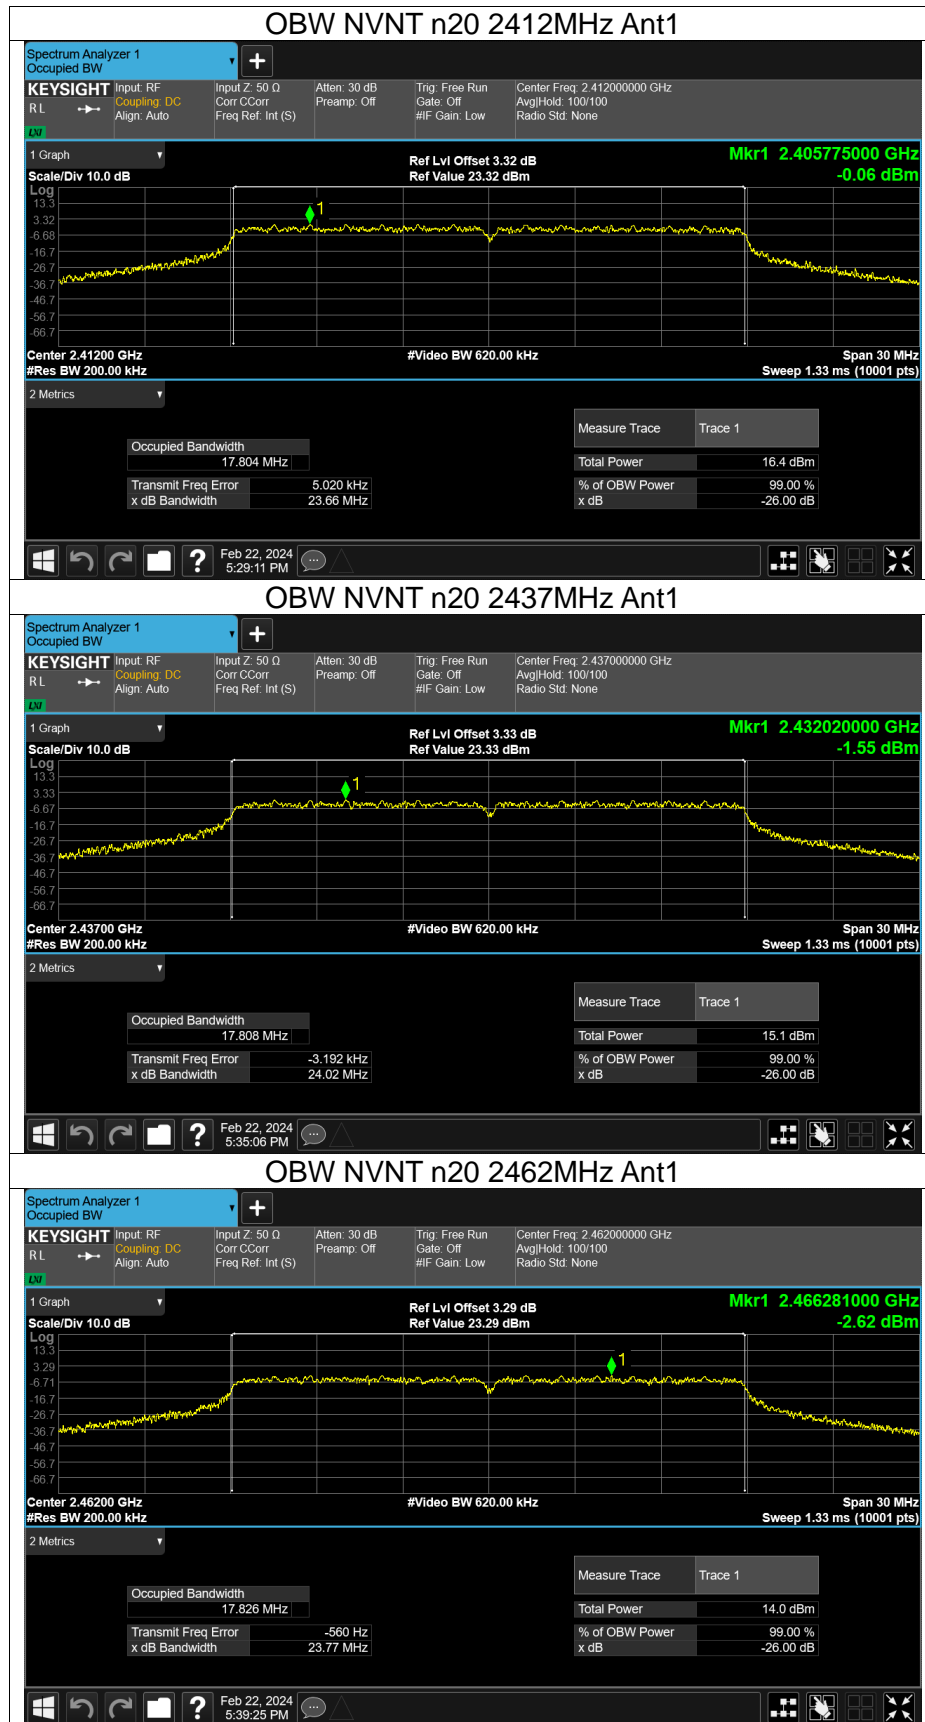 OBW NVNT n20 2412MHz Ant1
Spectrum Analyzer 1
Occupied BW
KEYSIGHT Input: RF Input Z: 50 Ω Atten: 30 dB Trig: Free Run Center Freq: 2.412000000 GHz
RL Coupling: DC Corr CCorr Preamp: Off Gate: Off Avg|Hold: 100/100
Align: Auto Freq Ref: Int (S) #IF Gain: Low Radio Std: None
LXI
1 Graph Ref Lvl Offset 3.32 dB Mkr1 2.405775000 GHz
Scale/Div 10.0 dB Ref Value 23.32 dBm -0.06 dBm
Log
13.3
1
3.32
-6.68
-16.7
-26.7
-36.7
-46.7
-56.7
-66.7
Center 2.41200 GHz #Video BW 620.00 kHz Span 30 MHz
#Res BW 200.00 kHz Sweep 1.33 ms (10001 pts)
2 Metrics
Measure Trace Trace 1
Occupied Bandwidth
17.804 MHz Total Power 16.4 dBm
Transmit Freq Error 5.020 kHz % of OBW Power 99.00 %
x dB Bandwidth 23.66 MHz x dB -26.00 dB
? Feb 22, 2024
5:29:11 PM
OBW NVNT n20 2437MHz Ant1
Spectrum Analyzer 1
Occupied BW
KEYSIGHT Input: RF Input Z: 50 Ω Atten: 30 dB Trig: Free Run Center Freq: 2.437000000 GHz
RL Coupling: DC Corr CCorr Preamp: Off Gate: Off Avg|Hold: 100/100
Align: Auto Freq Ref: Int (S) #IF Gain: Low Radio Std: None
LXI
1 Graph Ref Lvl Offset 3.33 dB Mkr1 2.432020000 GHz
Scale/Div 10.0 dB Ref Value 23.33 dBm -1.55 dBm
Log
13.3
1
3.33
-6.67
-16.7
-26.7
-36.7
-46.7
-56.7
-66.7
Center 2.43700 GHz #Video BW 620.00 kHz Span 30 MHz
#Res BW 200.00 kHz Sweep 1.33 ms (10001 pts)
2 Metrics
Measure Trace Trace 1
Occupied Bandwidth
17.808 MHz Total Power 15.1 dBm
Transmit Freq Error -3.192 kHz % of OBW Power 99.00 %
x dB Bandwidth 24.02 MHz x dB -26.00 dB
? Feb 22, 2024
5:35:06 PM
OBW NVNT n20 2462MHz Ant1
Spectrum Analyzer 1
Occupied BW
KEYSIGHT Input: RF Input Z: 50 Ω Atten: 30 dB Trig: Free Run Center Freq: 2.462000000 GHz
RL Coupling: DC Corr CCorr Preamp: Off Gate: Off Avg|Hold: 100/100
Align: Auto Freq Ref: Int (S) #IF Gain: Low Radio Std: None
LXI
1 Graph Ref Lvl Offset 3.29 dB Mkr1 2.466281000 GHz
Scale/Div 10.0 dB Ref Value 23.29 dBm -2.62 dBm
Log
13.3
1
3.29
-6.71
-16.7
-26.7
-36.7
-46.7
-56.7
-66.7
Center 2.46200 GHz #Video BW 620.00 kHz Span 30 MHz
#Res BW 200.00 kHz Sweep 1.33 ms (10001 pts)
2 Metrics
Measure Trace Trace 1
Occupied Bandwidth
17.826 MHz Total Power 14.0 dBm
Transmit Freq Error -560 Hz % of OBW Power 99.00 %
x dB Bandwidth 23.77 MHz x dB -26.00 dB
? Feb 22, 2024
5:39:25 PM